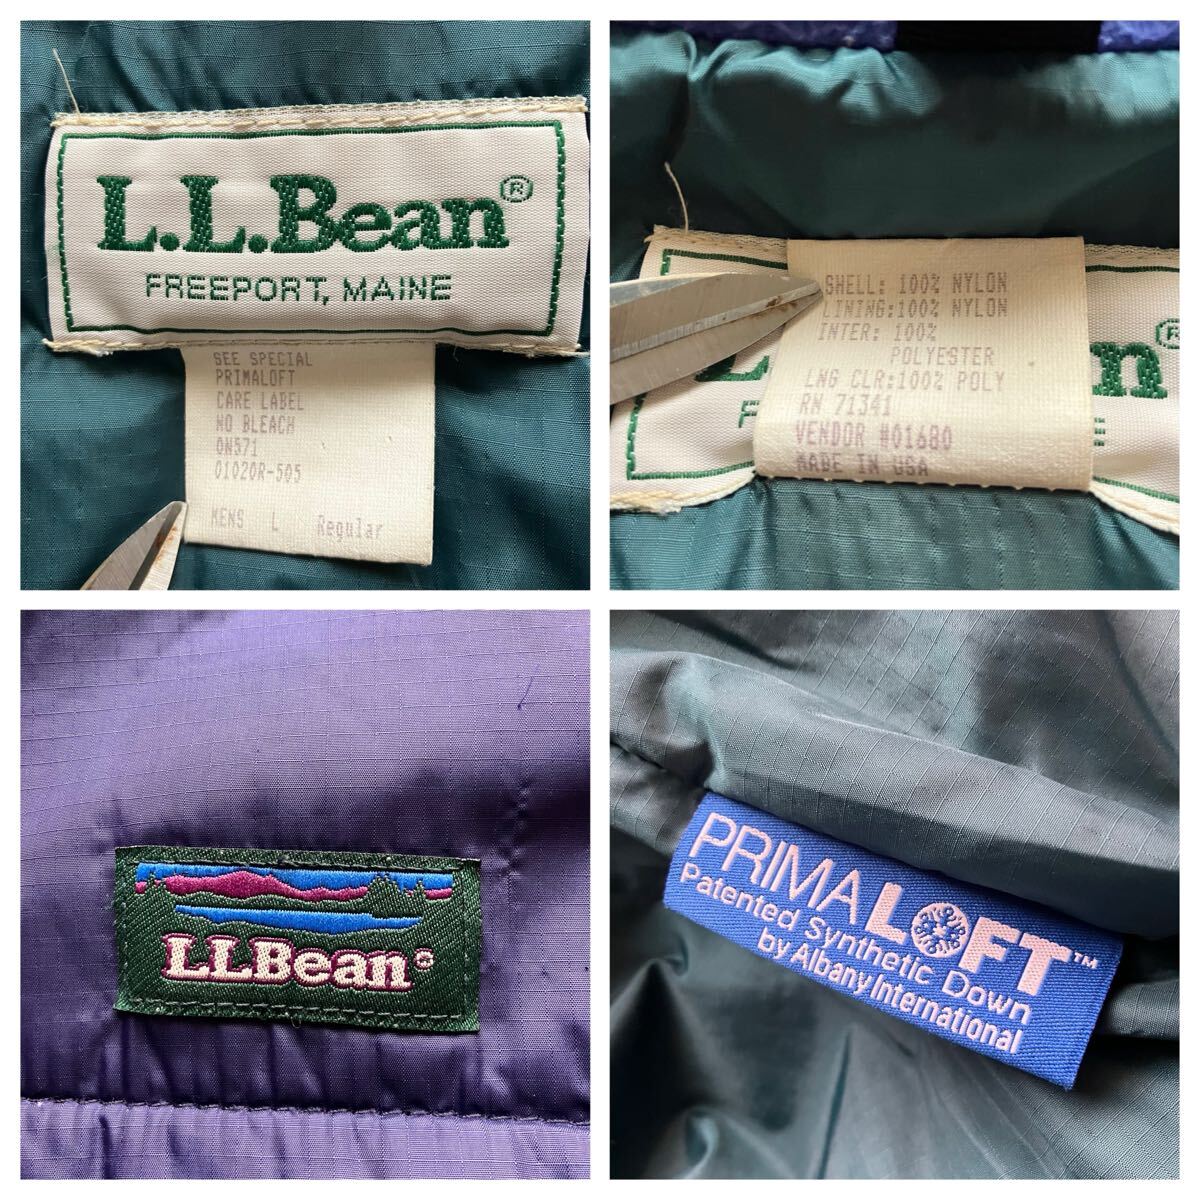 L.L.Bean®
FREEPORT, MAINE
SEE SPECIAL
PRIMALOFT
CARE LABEL
NO BLEACH
0W571
01020R-505
MENS L Regular
SHELL: 100% NYLON
LINING:100% NYLON
INTER: 100%
POLYESTER
LNG CLR:100% POLY
RN 71341
VENDOR #01680
MADE IN USA
®
LLBean®
PRIMALOFT™
Patented Synthetic Down
by Albany International